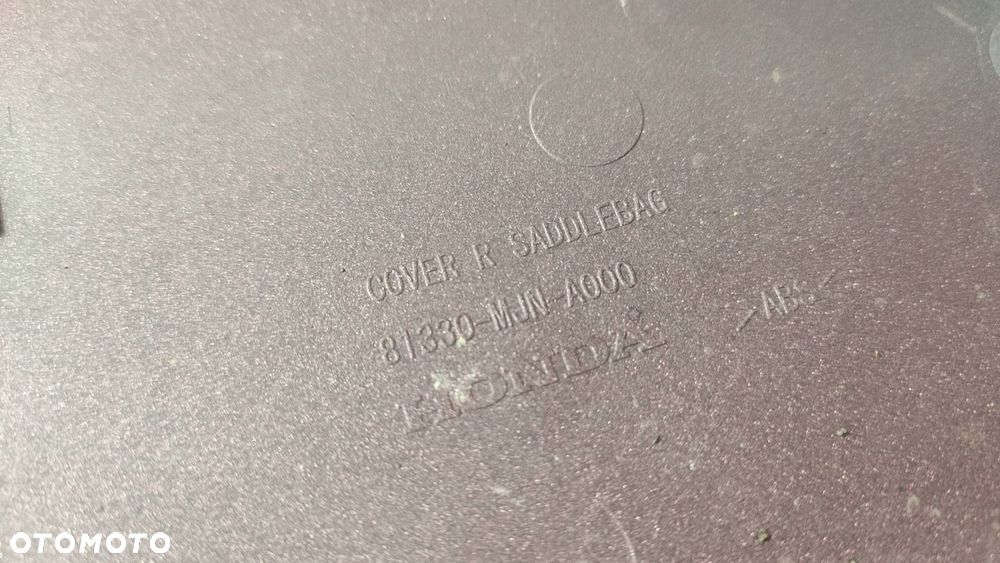 COVER R SADDLEBAG
81330-MJN-A000
HONDA
>ABS<
OTOMOTO